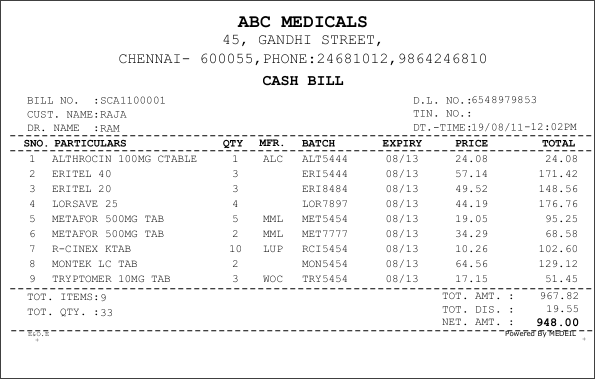 ABC MEDICALS
45, GANDHI STREET,
CHENNAI- 600055,PHONE:24681012,9864246810
CASH BILL
BILL NO. :SCA1100001 D.L. NO.:6548979853
CUST. NAME:RAJA TIN. NO.:
DR. NAME :RAM DT.-TIME:19/08/11-12:02PM
SNO. PARTICULARS QTY MFR. BATCH EXPIRY PRICE TOTAL
1 ALTHROCIN 100MG CTABLE 1 ALC ALT5444 08/13 24.08 24.08
2 ERITEL 40 3 ERI5444 08/13 57.14 171.42
3 ERITEL 20 3 ERI8484 08/13 49.52 148.56
4 LORSAVE 25 4 LOR7897 08/13 44.19 176.76
5 METAFOR 500MG TAB 5 MML MET5454 08/13 19.05 95.25
6 METAFOR 500MG TAB 2 MML MET7777 08/13 34.29 68.58
7 R-CINEX KTAB 10 LUP RCI5454 08/13 10.26 102.60
8 MONTEK LC TAB 2 MON5454 08/13 64.56 129.12
9 TRYPTOMER 10MG TAB 3 WOC TRY5454 08/13 17.15 51.45
TOT. ITEMS:9 TOT. AMT. : 967.82
TOT. QTY. :33 TOT. DIS. : 19.55
NET. AMT. : 948.00
E&O.E Powered By MEDEIL